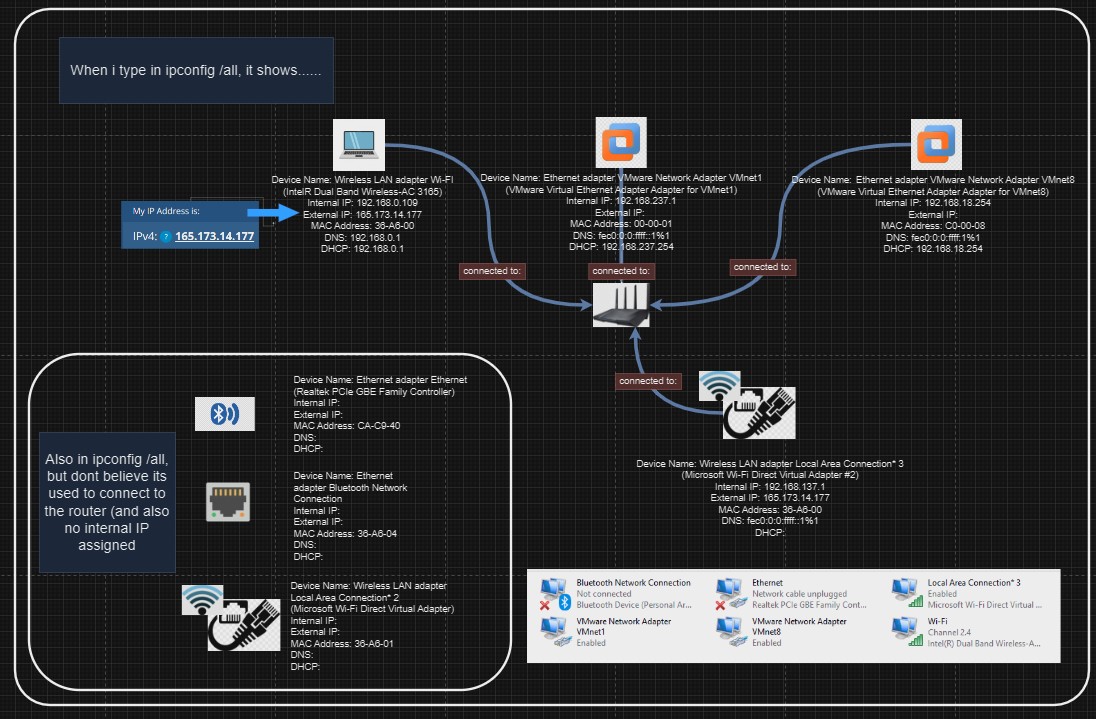 When i type in ipconfig /all, it shows......
Device Name: Wireless LAN adapter Wi-Fi
(IntelR Dual Band Wireless-AC 3165)
Internal IP: 192.168.0.109
External IP: 165.173.14.177
MAC Address: 36-A6-00
DNS: 192.168.0.1
DHCP: 192.168.0.1
My IP Address is:
IPv4: ? 165.173.14.177
Device Name: Ethernet adapter VMware Network Adapter VMnet1
(VMware Virtual Ethernet Adapter Adapter for VMnet1)
Internal IP: 192.168.237.1
External IP:
MAC Address: 00-00-01
DNS: fec0:0:0:ffff::1%1
DHCP: 192.168.237.254
Device Name: Ethernet adapter VMware Network Adapter VMnet8
(VMware Virtual Ethernet Adapter Adapter for VMnet8)
Internal IP: 192.168.18.254
External IP:
MAC Address: C0-00-08
DNS: fec0:0:0:ffff:1%1
DHCP: 192.168.18.254
connected to:
connected to:
connected to:
connected to:
Device Name: Wireless LAN adapter Local Area Connection* 3
(Microsoft Wi-Fi Direct Virtual Adapter #2)
Internal IP: 192.168.137.1
External IP: 165.173.14.177
MAC Address: 36-A6-00
DNS: fec0:0:0:ffff::1%1
DHCP:
Also in ipconfig /all,
but dont believe its
used to connect to
the router (and also
no internal IP
assigned
Device Name: Ethernet adapter Ethernet
(Realtek PCIe GBE Family Controller)
Internal IP:
External IP:
MAC Address: CA-C9-40
DNS:
DHCP:
Device Name: Ethernet
adapter Bluetooth Network
Connection
Internal IP:
External IP:
MAC Address: 36-A6-04
DNS:
DHCP:
Device Name: Wireless LAN adapter
Local Area Connection* 2
(Microsoft Wi-Fi Direct Virtual Adapter)
Internal IP:
External IP:
MAC Address: 36-A6-01
DNS:
DHCP:
Bluetooth Network Connection
Not connected
Bluetooth Device (Personal Ar...
Ethernet
Network cable unplugged
Realtek PCIe GBE Family Cont...
Local Area Connection* 3
Enabled
Microsoft Wi-Fi Direct Virtual ...
VMware Network Adapter
VMnet1
Enabled
VMware Network Adapter
VMnet8
Enabled
Wi-Fi
Channel 2.4
Intel(R) Dual Band Wireless-A...